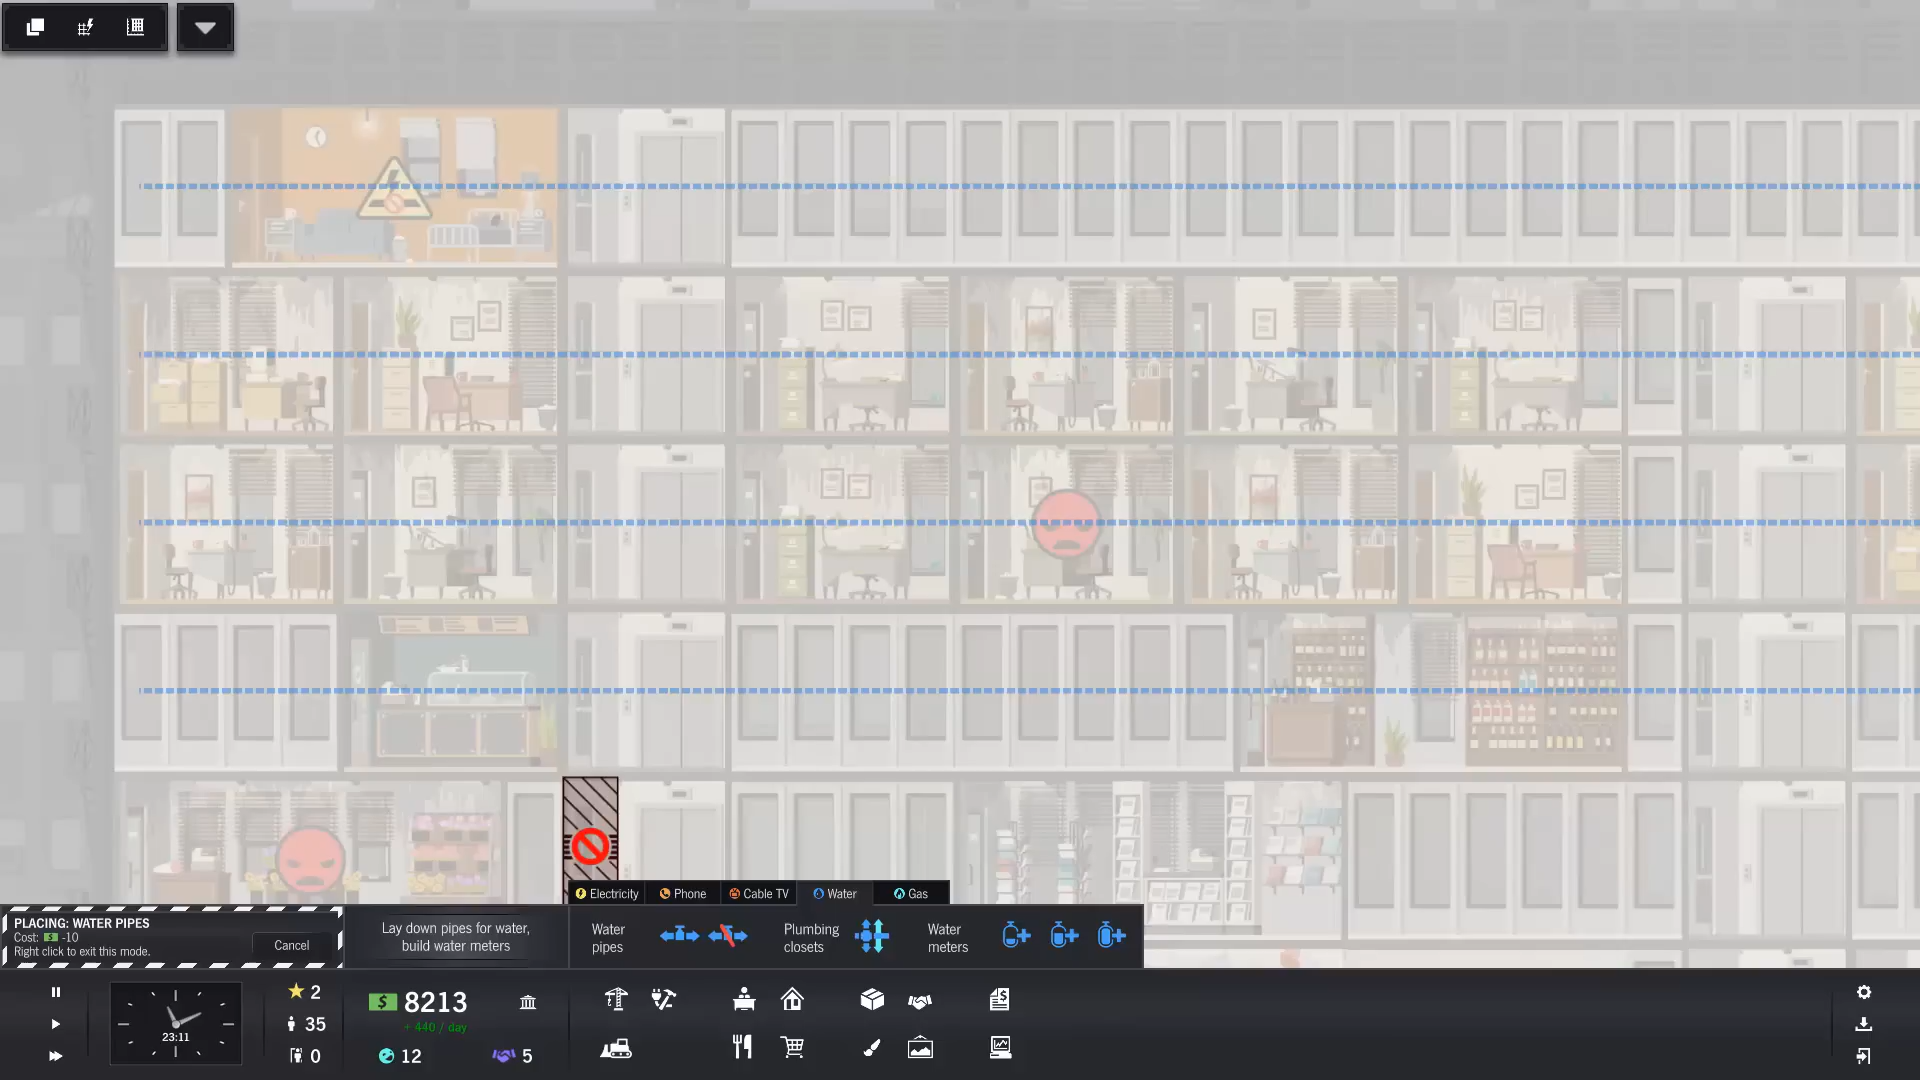 Electricity
Phone
Cable TV
Water
Gas
PLACING: WATER PIPES
Cost: $ -10
Right click to exit this mode.
Cancel
Lay down pipes for water,
build water meters
Water
pipes
Plumbing
closets
Water
meters
23:11
2
35
0
$ 8213
+ 440 / day
12
5